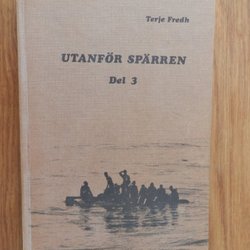 Terje Fredh
UTANFÖR SPÄRREN
Del 3